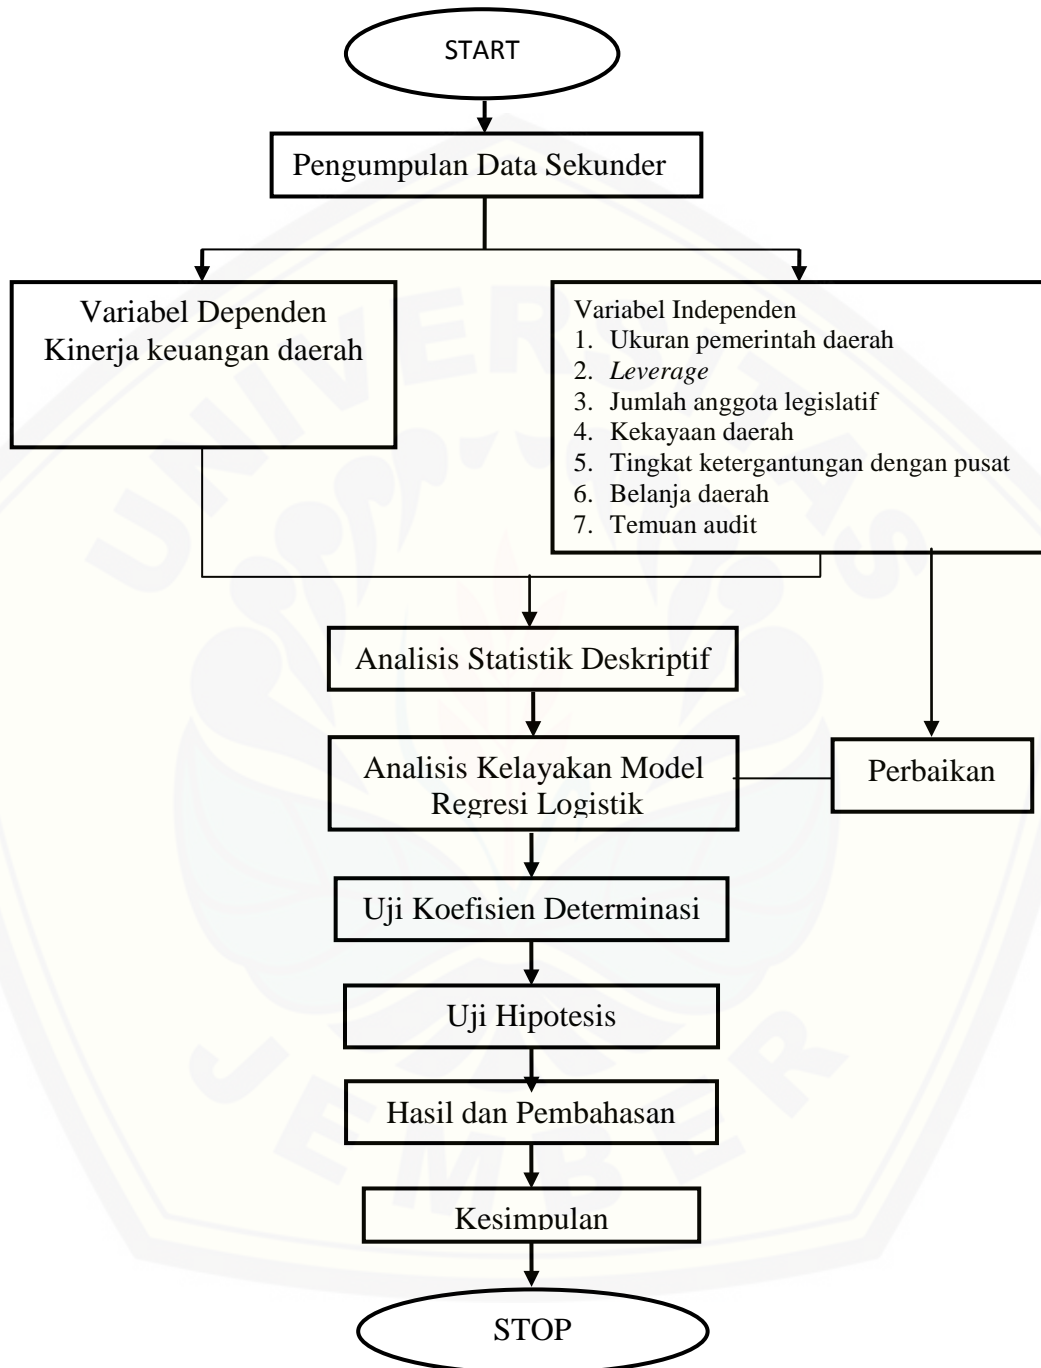 START
Pengumpulan Data Sekunder
Variabel Dependen
Kinerja keuangan daerah
Variabel Independen
1. Ukuran pemerintah daerah
2. Leverage
3. Jumlah anggota legislatif
4. Kekayaan daerah
5. Tingkat ketergantungan dengan pusat
6. Belanja daerah
7. Temuan audit
Analisis Statistik Deskriptif
Analisis Kelayakan Model
Regresi Logistik
Perbaikan
Uji Koefisien Determinasi
Uji Hipotesis
Hasil dan Pembahasan
Kesimpulan
STOP
UNIVERSITAS
JEMBER